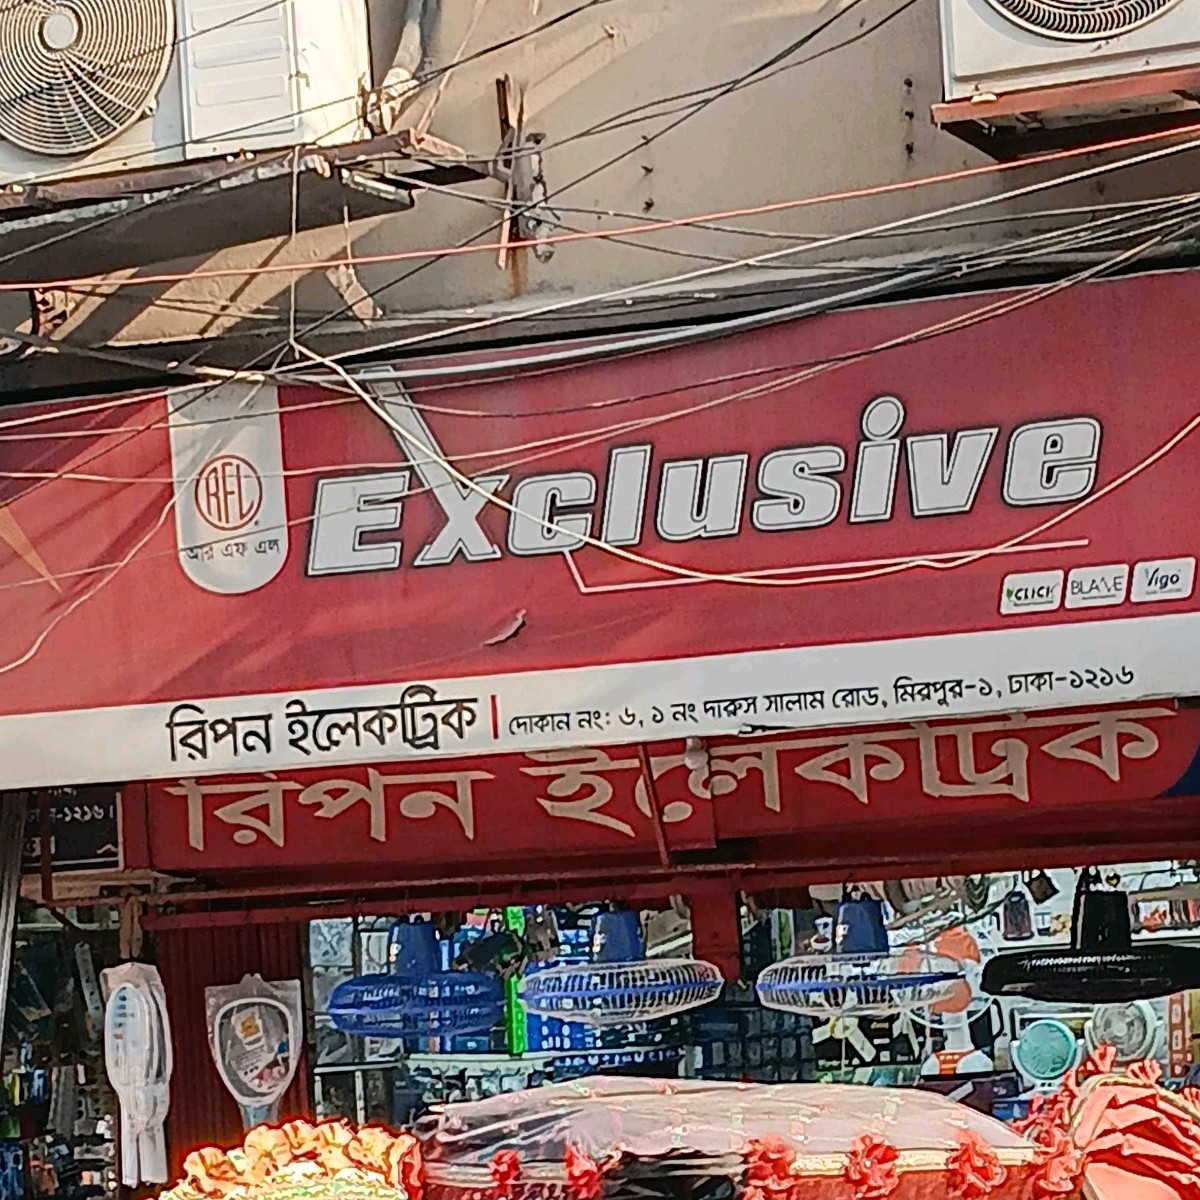 RFL
আর এফ এল
Exclusive
CLICK BLAZE Vigo
রিপন ইলেকট্রিক | দোকান নং: ৬, ১ নং দারুস সালাম রোড, মিরপুর-১, ঢাকা-১২১৬
রিপন ইলেকট্রিক
-১২১৬।